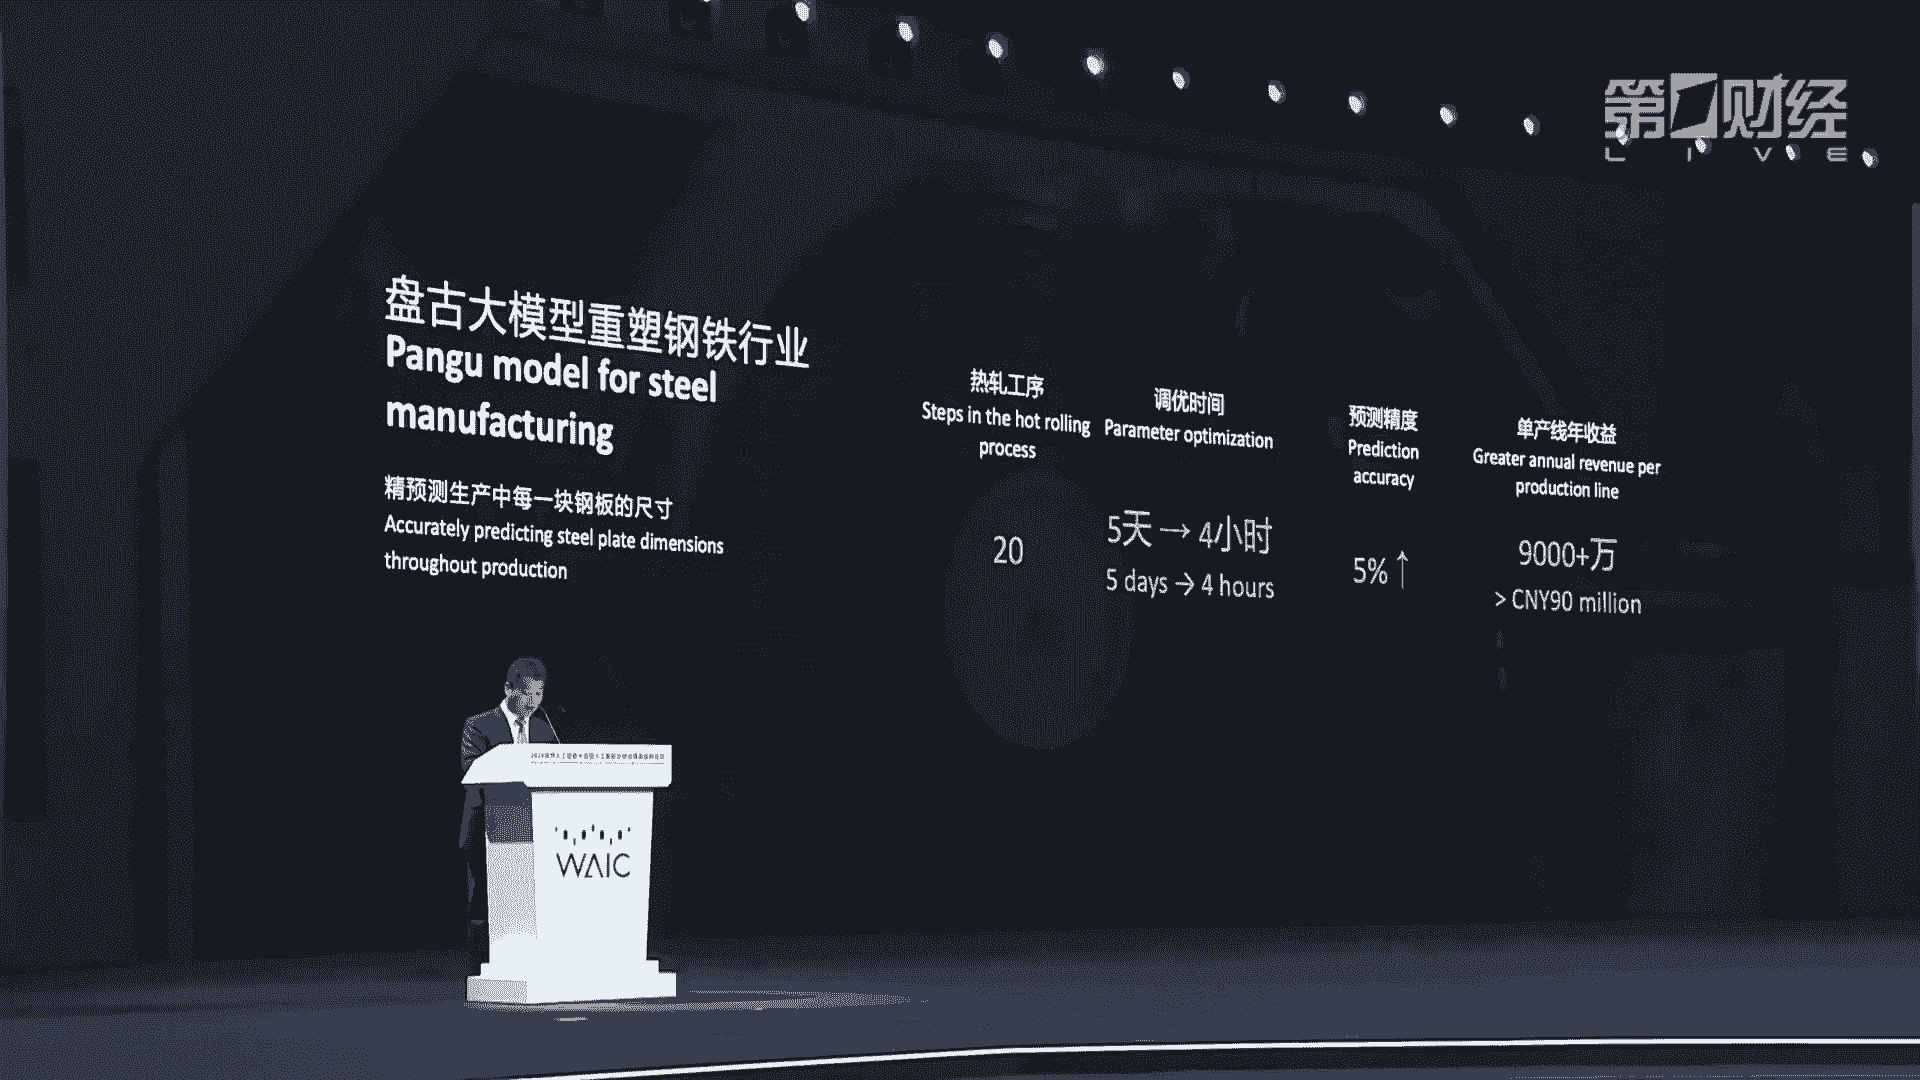 第一财经
LIVE
盘古大模型重塑钢铁行业
Pangu model for steel
manufacturing
精预测生产中每一块钢板的尺寸
Accurately predicting steel plate dimensions
throughout production
热轧工序
Steps in the hot rolling
process
20
调优时间
Parameter optimization
5天 → 4小时
5 days → 4 hours
预测精度
Prediction
accuracy
5% ↑
单产线年收益
Greater annual revenue per
production line
9000+万
> CNY90 million
WAIC